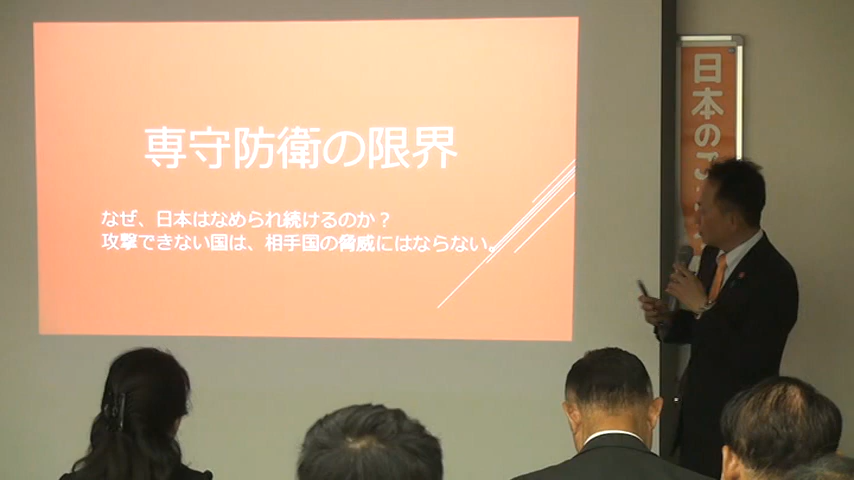 専守防衛の限界
なぜ、日本はなめられ続けるのか？
攻撃できない国は、相手国の脅威にはならない。
日本のこ